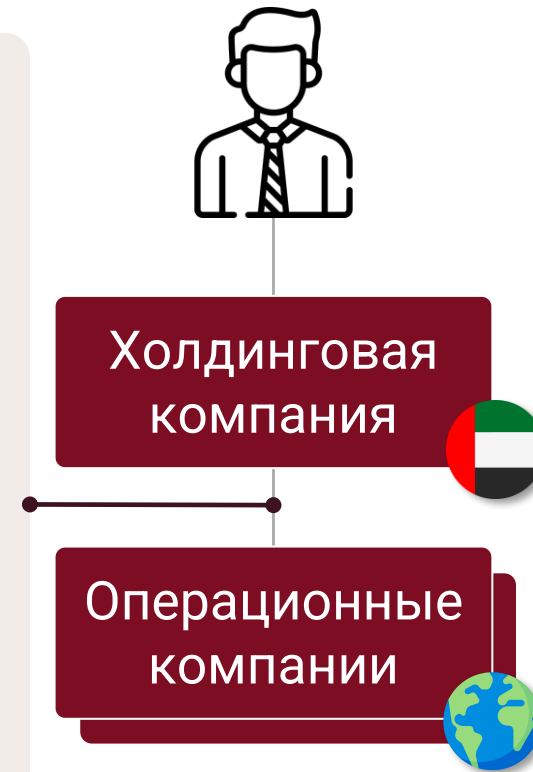 Холдинговая
компания
Операционные
компании